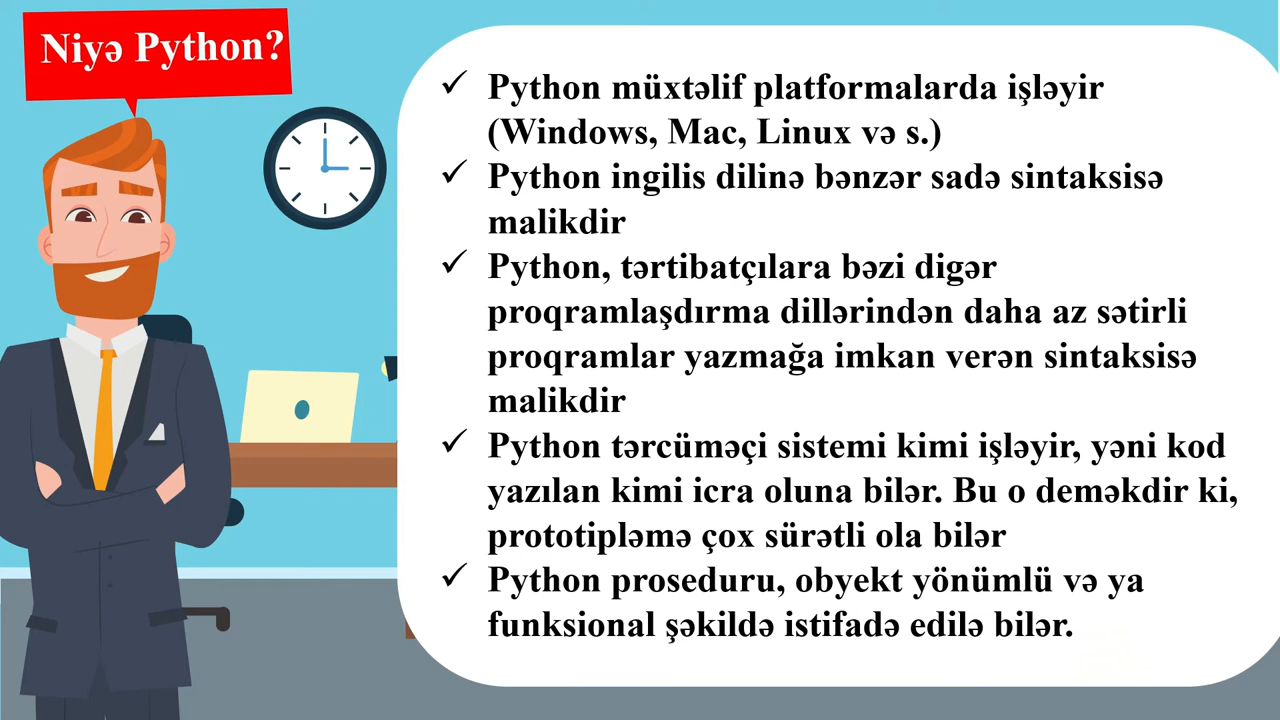 Niyə Python?
✓ Python müxtəlif platformalarda işləyir
(Windows, Mac, Linux və s.)
✓ Python ingilis dilinə bənzər sadə sintaksisə
malikdir
✓ Python, tərtibatçılara bəzi digər
proqramlaşdırma dillərindən daha az sətirli
proqramlar yazmağa imkan verən sintaksisə
malikdir
✓ Python tərcüməçi sistemi kimi işləyir, yəni kod
yazılan kimi icra oluna bilər. Bu o deməkdir ki,
prototipləmə çox sürətli ola bilər
✓ Python proseduru, obyekt yönümlü və ya
funksional şəkildə istifadə edilə bilər.